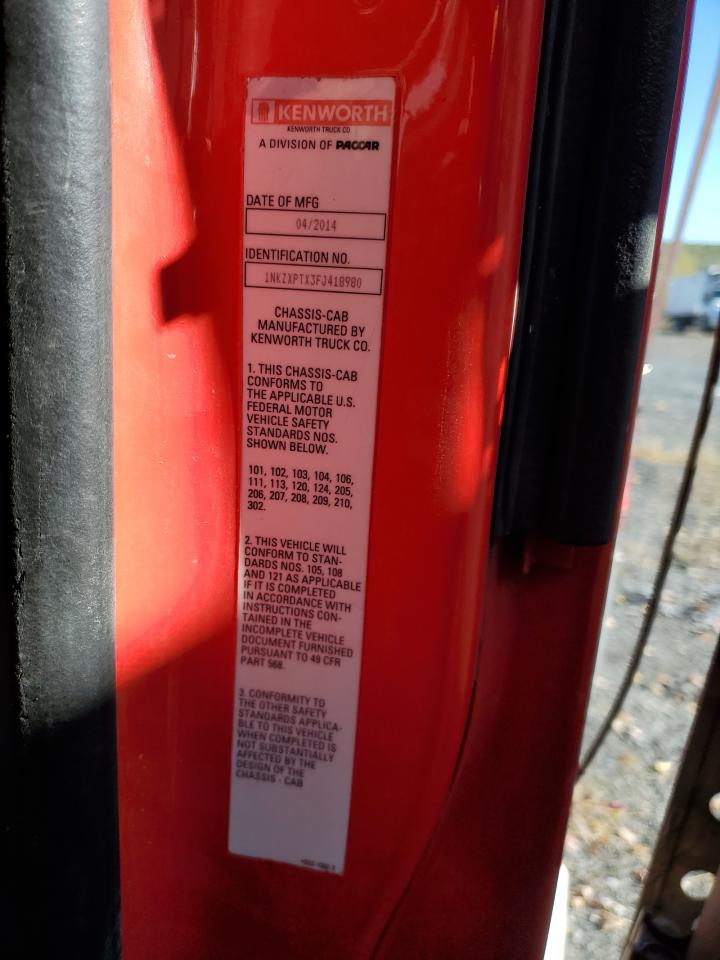 KENWORTH
KENWORTH TRUCK CO.
A DIVISION OF PACCAR
DATE OF MFG
04/2014
IDENTIFICATION NO.
1NKZXPTX3FJ418980
CHASSIS-CAB
MANUFACTURED BY
KENWORTH TRUCK CO.
1. THIS CHASSIS-CAB
CONFORMS TO
THE APPLICABLE U.S.
FEDERAL MOTOR
VEHICLE SAFETY
STANDARDS NOS.
SHOWN BELOW.
101, 102, 103, 104, 106,
111, 113, 120, 124, 205,
206, 207, 208, 209, 210,
302.
2. THIS VEHICLE WILL
CONFORM TO STAN-
DARDS NOS. 105, 108
AND 121 AS APPLICABLE
IF IT IS COMPLETED
IN ACCORDANCE WITH
INSTRUCTIONS CON-
TAINED IN THE
INCOMPLETE VEHICLE
DOCUMENT FURNISHED
PURSUANT TO 49 CFR
PART 568.
3. CONFORMITY TO
THE OTHER SAFETY
STANDARDS APPLICA-
BLE TO THIS VEHICLE
WHEN COMPLETED IS
NOT SUBSTANTIALLY
AFFECTED BY THE
DESIGN OF THE
CHASSIS - CAB